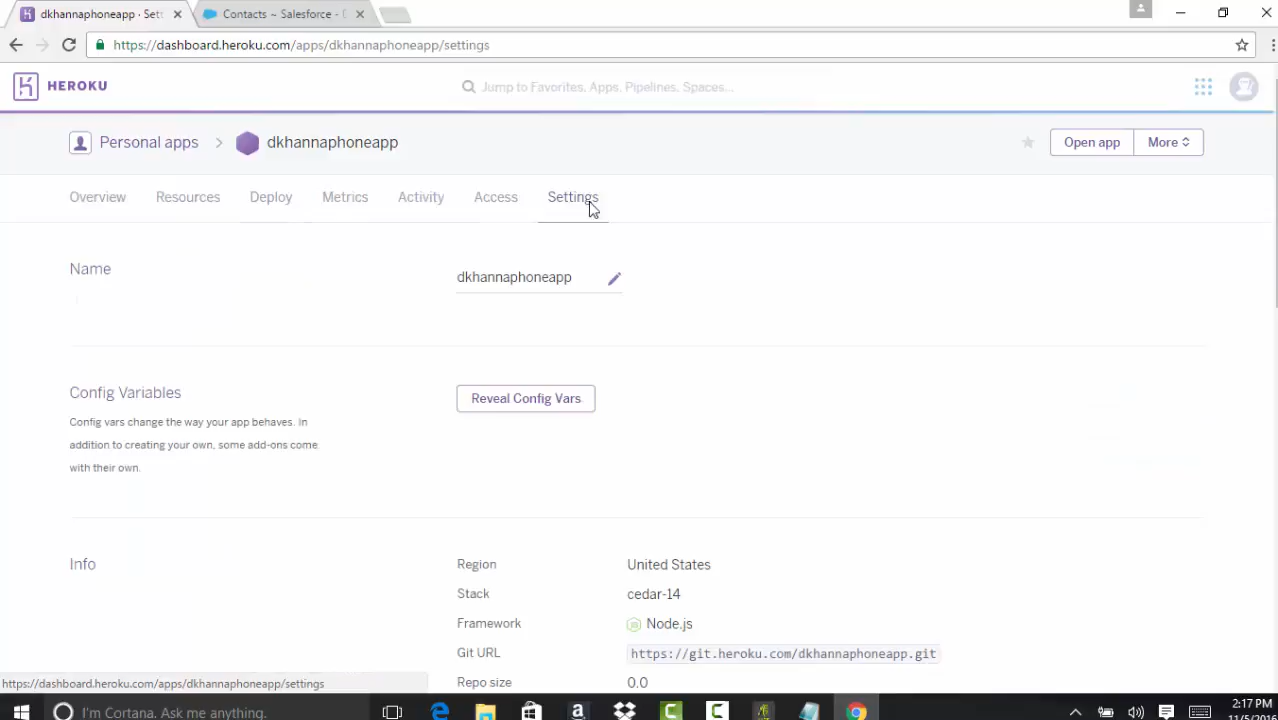 dkhannaphoneapp · Sett
Contacts ~ Salesforce - D
https://dashboard.heroku.com/apps/dkhannaphoneapp/settings
HEROKU
Jump to Favorites, Apps, Pipelines, Spaces...
Personal apps > dkhannaphoneapp
Open app
More
Overview
Resources
Deploy
Metrics
Activity
Access
Settings
Name
dkhannaphoneapp
Config Variables
Reveal Config Vars
Config vars change the way your app behaves. In
addition to creating your own, some add-ons come
with their own.
Info
Region
United States
Stack
cedar-14
Framework
Node.js
Git URL
https://git.heroku.com/dkhannaphoneapp.git
Repo size
0.0
https://dashboard.heroku.com/apps/dkhannaphoneapp/settings
I'm Cortana. Ask me anything.
2:17 PM